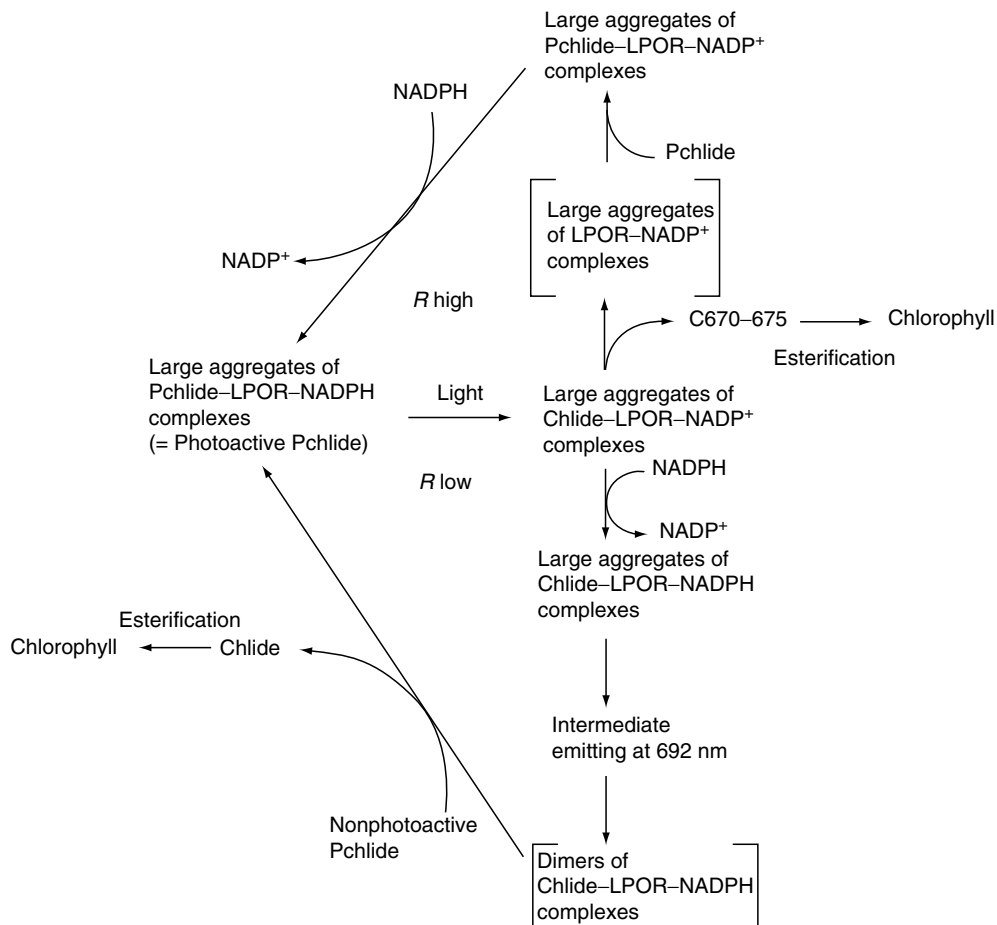 Large aggregates of
Pchlide–LPOR–NADP⁺
complexes
NADPH
Pchlide
Large aggregates
of LPOR–NADP⁺
complexes
NADP⁺
R high
C670–675
Chlorophyll
Esterification
Large aggregates of
Pchlide–LPOR–NADPH
complexes
(= Photoactive Pchlide)
Light
Large aggregates of
Chlide–LPOR–NADP⁺
complexes
R low
NADPH
NADP⁺
Large aggregates of
Chlide–LPOR–NADPH
complexes
Esterification
Chlorophyll
Chlide
Intermediate
emitting at 692 nm
Nonphotoactive
Pchlide
Dimers of
Chlide–LPOR–NADPH
complexes